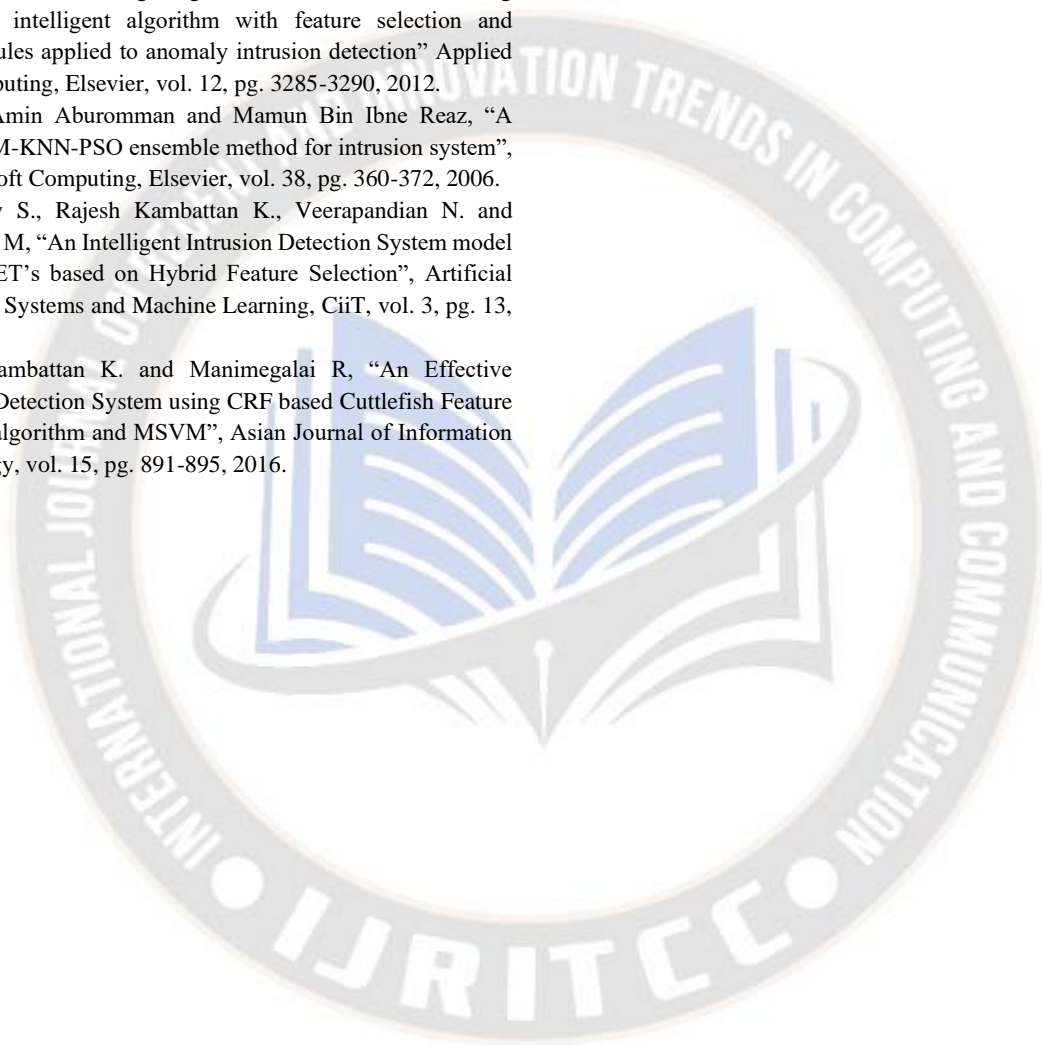 intelligent algorithm with feature selection and
ules applied to anomaly intrusion detection” Applied
puting, Elsevier, vol. 12, pg. 3285-3290, 2012.
Amin Aburomman and Mamun Bin Ibne Reaz, “A
M-KNN-PSO ensemble method for intrusion system”,
oft Computing, Elsevier, vol. 38, pg. 360-372, 2006.
S., Rajesh Kambattan K., Veerapandian N. and
M, “An Intelligent Intrusion Detection System model
ET’s based on Hybrid Feature Selection”, Artificial
Systems and Machine Learning, CiiT, vol. 3, pg. 13,
ambattan K. and Manimegalai R, “An Effective
Detection System using CRF based Cuttlefish Feature
algorithm and MSVM”, Asian Journal of Information
gy, vol. 15, pg. 891-895, 2016.
INTERNATIONAL JOURNAL OF RECENT AND INNOVATION TRENDS IN COMPUTING AND COMMUNICATION
IJRITCC